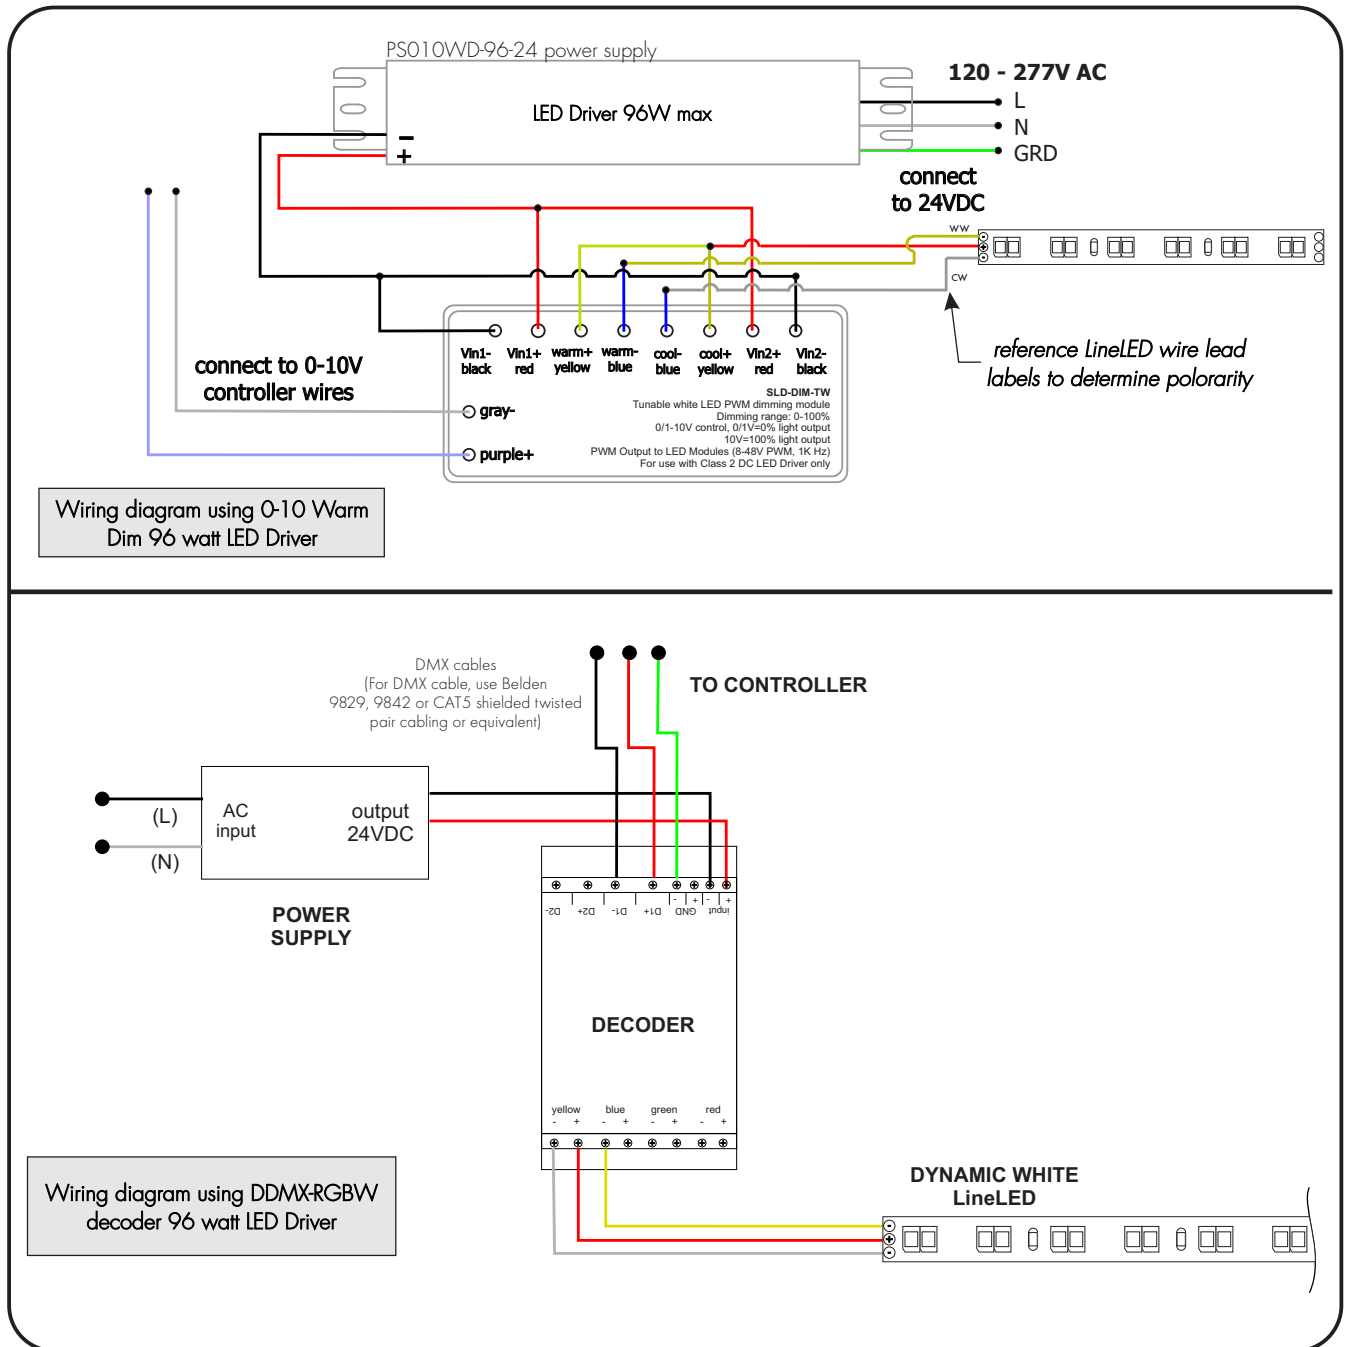 PS010WD-96-24 power supply
LED Driver 96W max
120 - 277V AC
L
N
GRD
-
+
connect
to 24VDC
WW
CW
-
+
-
reference LineLED wire lead
labels to determine polorarity
connect to 0-10V
controller wires
Vin1- Vin1+ warm+ warm- cool- cool+ Vin2+ Vin2-
black red yellow blue blue yellow red black
gray-
purple+
SLD-DIM-TW
Tunable white LED PWM dimming module
Dimming range: 0-100%
0/1-10V control, 0/1V=0% light output
10V=100% light output
PWM Output to LED Modules (8-48V PWM, 1K Hz)
For use with Class 2 DC LED Driver only
Wiring diagram using 0-10 Warm
Dim 96 watt LED Driver
DMX cables
(For DMX cable, use Belden
9829, 9842 or CAT5 shielded twisted
pair cabling or equivalent)
TO CONTROLLER
(L)
(N)
AC
input
output
24VDC
POWER
SUPPLY
- + - +
D2- D2+ D1- D1+ GND input
DECODER
yellow blue green red
- + - + - + - +
Wiring diagram using DDMX-RGBW
decoder 96 watt LED Driver
DYNAMIC WHITE
LineLED
-
+
-